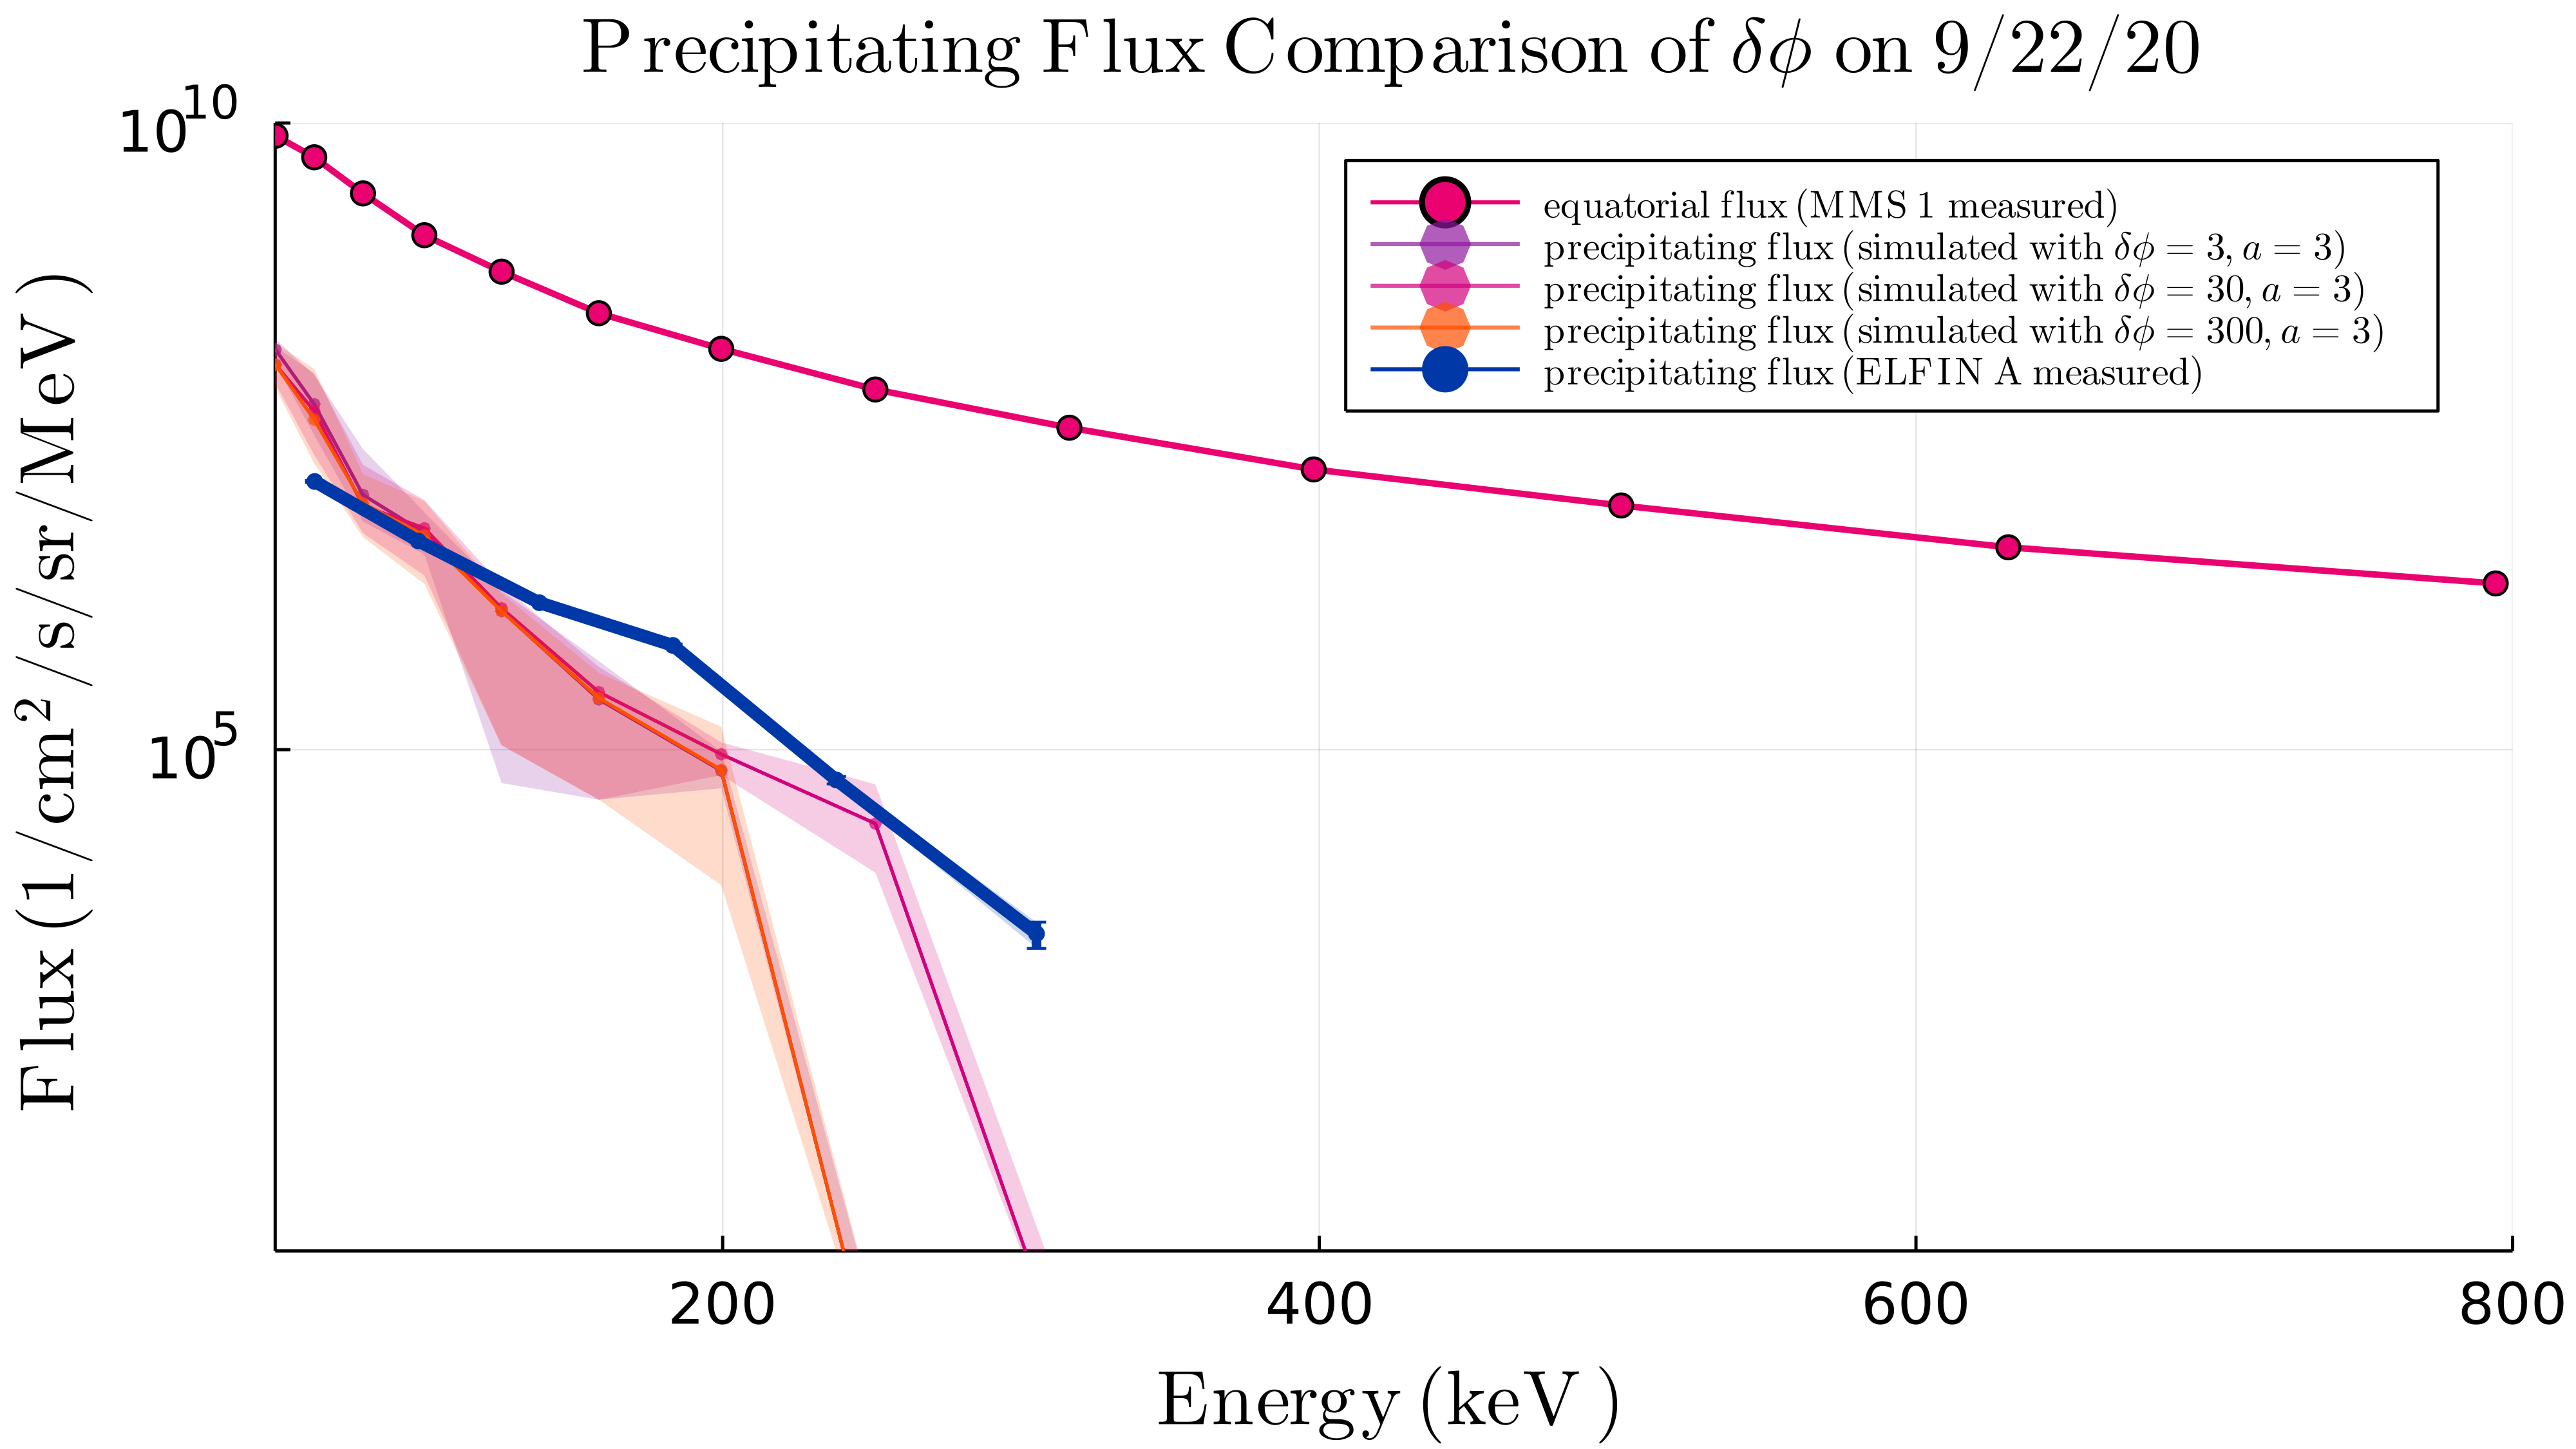 Precipitating Flux Comparison of δϕ on 9/22/20
10^10
10^5
Flux (1/cm²/s/sr/MeV)
equatorial flux (MMS 1 measured)
precipitating flux (simulated with δϕ = 3, a = 3)
precipitating flux (simulated with δϕ = 30, a = 3)
precipitating flux (simulated with δϕ = 300, a = 3)
precipitating flux (ELFIN A measured)
200 400 600 800
Energy (keV)